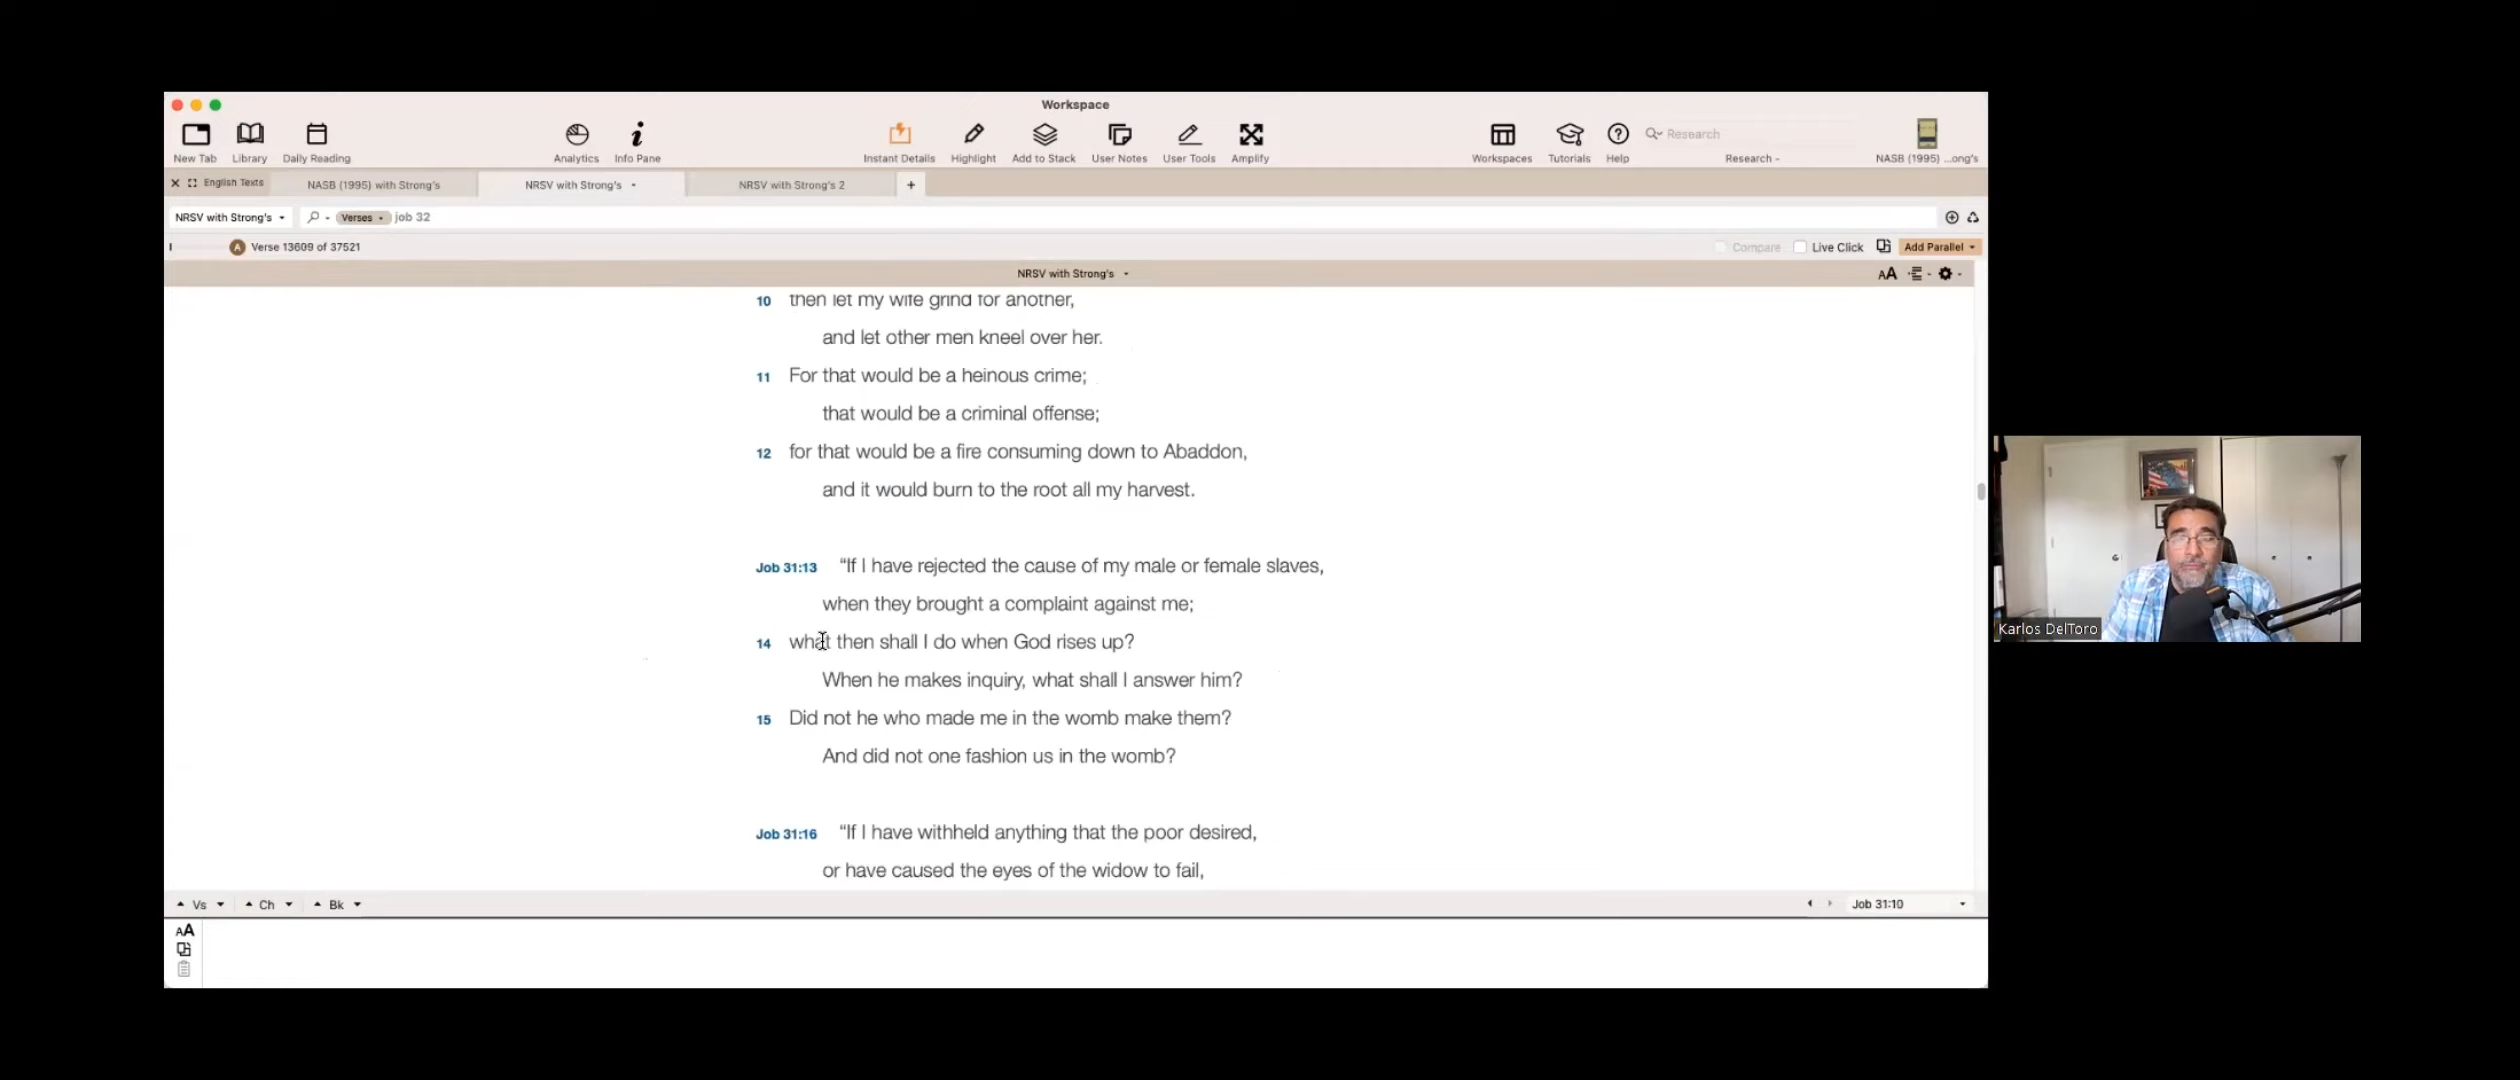 Workspace
New Tab Library Daily Reading Analytics Info Pane Instant Details Highlight Add to Stack User Notes User Tools Amplify Workspaces Tutorials Help Research Research NASB (1995) ...ong's
English Texts NASB (1995) with Strong's NRSV with Strong's NRSV with Strong's 2 +
NRSV with Strong's Verses job 32
A Verse 13609 of 37521 Compare Live Click Add Parallel
NRSV with Strong's AA
10 then let my wife grind for another,
and let other men kneel over her.
11 For that would be a heinous crime;
that would be a criminal offense;
12 for that would be a fire consuming down to Abaddon,
and it would burn to the root all my harvest.
Job 31:13 “If I have rejected the cause of my male or female slaves,
when they brought a complaint against me;
14 what then shall I do when God rises up?
When he makes inquiry, what shall I answer him?
15 Did not he who made me in the womb make them?
And did not one fashion us in the womb?
Job 31:16 “If I have withheld anything that the poor desired,
or have caused the eyes of the widow to fail,
Vs Ch Bk Job 31:10
AA
Karlos DelToro